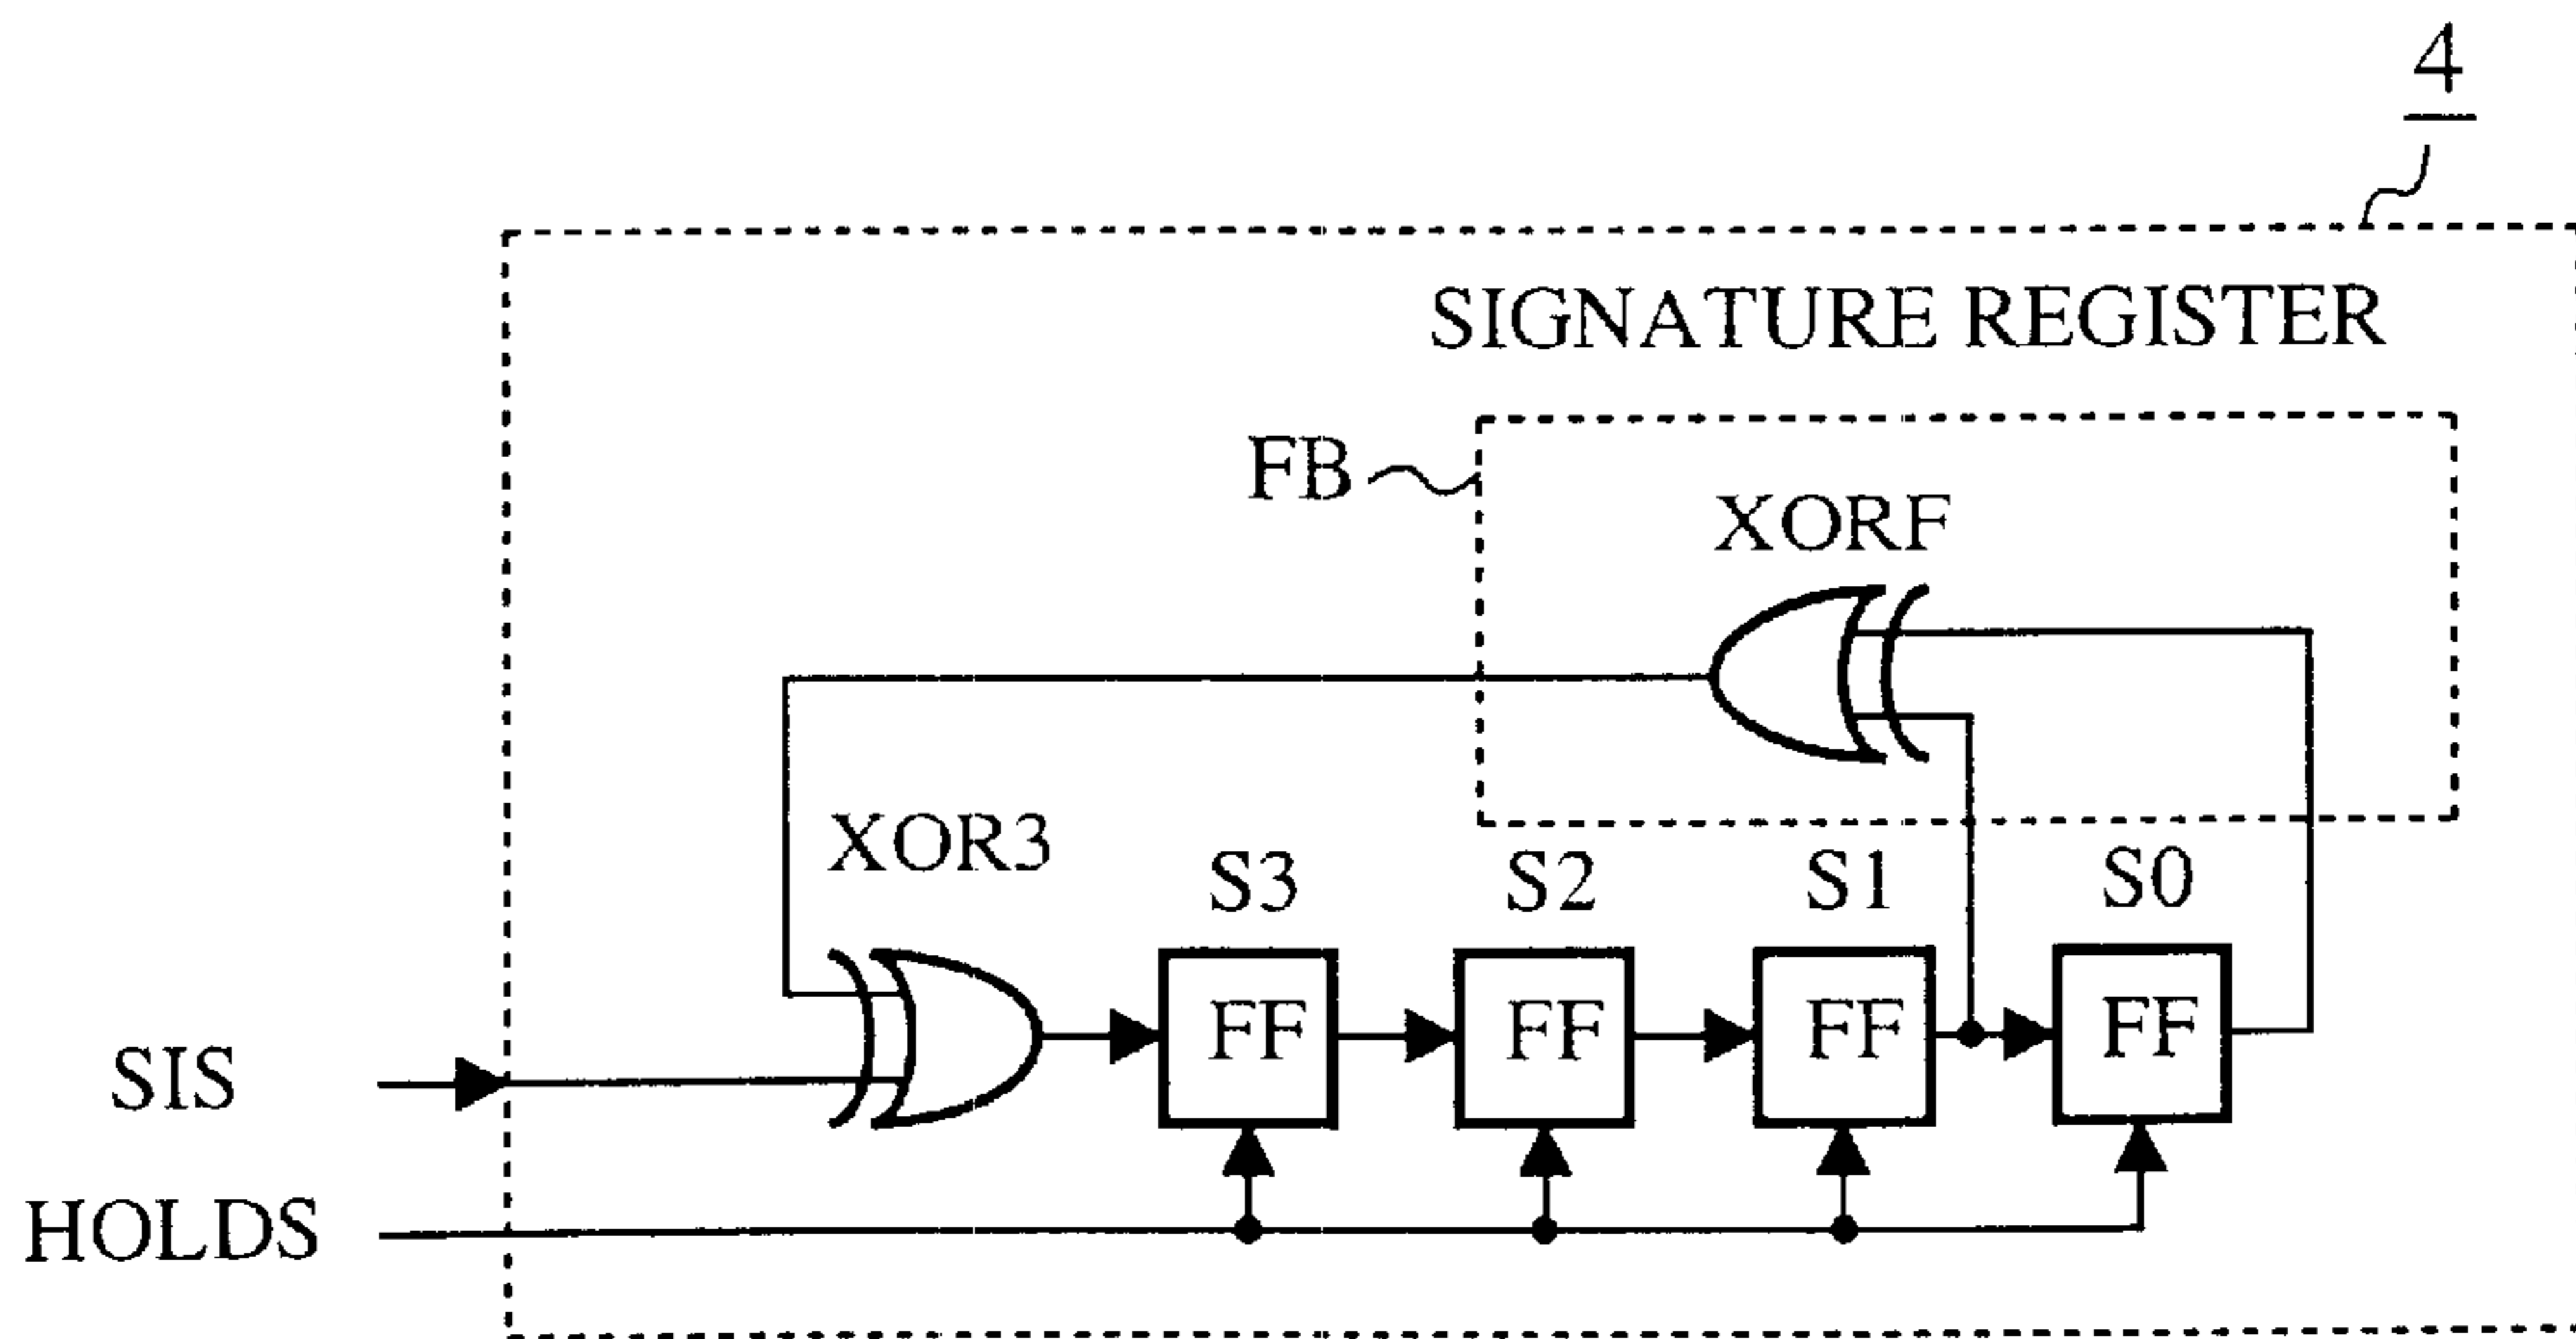 4
SIGNATURE REGISTER
FB
XORF
XOR3
S3
S2
S1
S0
FF
FF
FF
FF
SIS
HOLDS